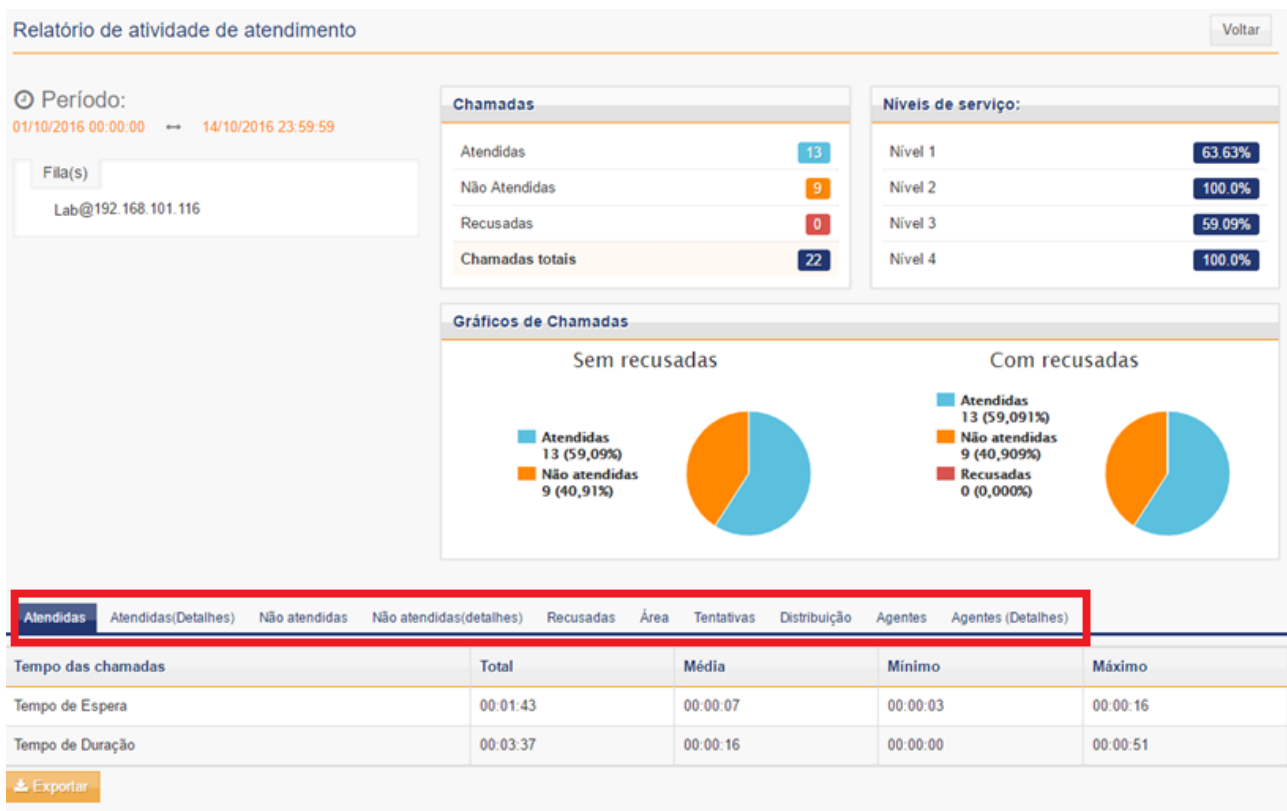 Relatório de atividade de atendimento
Voltar
Período:
01/10/2016 00:00:00 ↔ 14/10/2016 23:59:59
Fila(s)
Lab@192.168.101.116
Chamadas
Atendidas 13
Não Atendidas 9
Recusadas 0
Chamadas totais 22
Níveis de serviço:
Nível 1 63.63%
Nível 2 100.0%
Nível 3 59.09%
Nível 4 100.0%
Gráficos de Chamadas
Sem recusadas
Atendidas
13 (59,09%)
Não atendidas
9 (40,91%)
Com recusadas
Atendidas
13 (59,091%)
Não atendidas
9 (40,909%)
Recusadas
0 (0,000%)
Atendidas Atendidas(Detalhes) Não atendidas Não atendidas(detalhes) Recusadas Área Tentativas Distribuição Agentes Agentes (Detalhes)
Tempo das chamadas Total Média Mínimo Máximo
Tempo de Espera 00:01:43 00:00:07 00:00:03 00:00:16
Tempo de Duração 00:03:37 00:00:16 00:00:00 00:00:51
Exportar